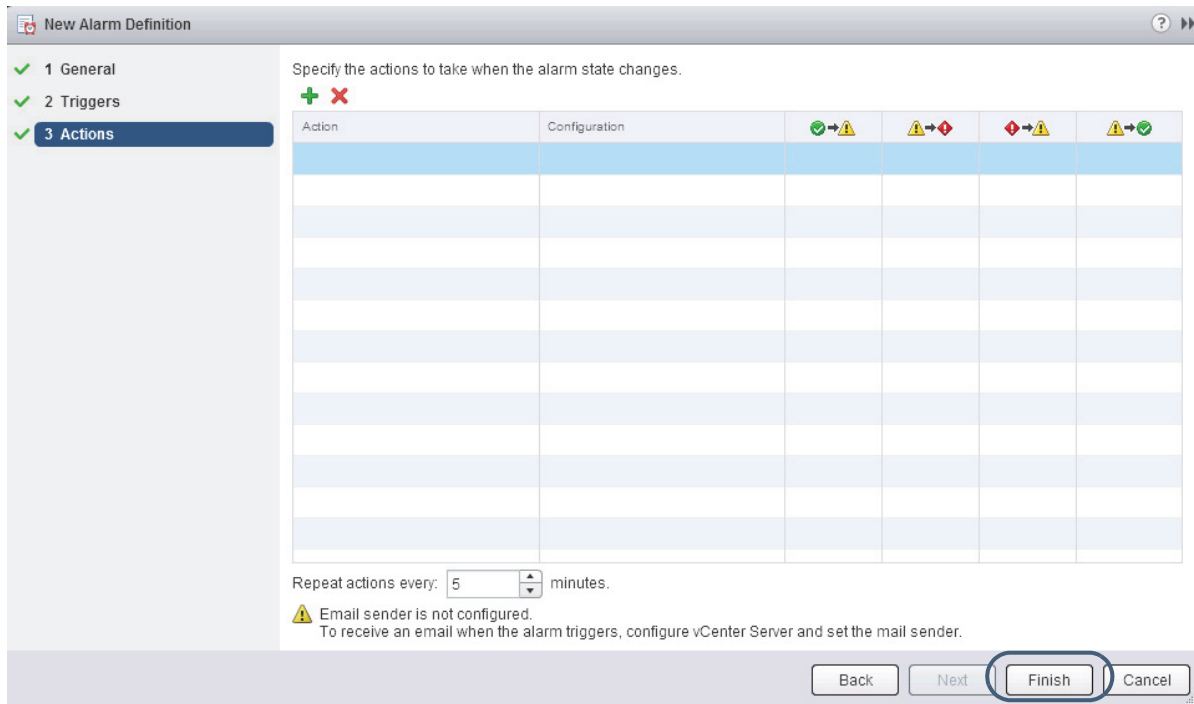 New Alarm Definition
?
1 General
2 Triggers
3 Actions
Specify the actions to take when the alarm state changes.
Action Configuration
Repeat actions every: 5 minutes.
Email sender is not configured.
To receive an email when the alarm triggers, configure vCenter Server and set the mail sender.
Back Next Finish Cancel